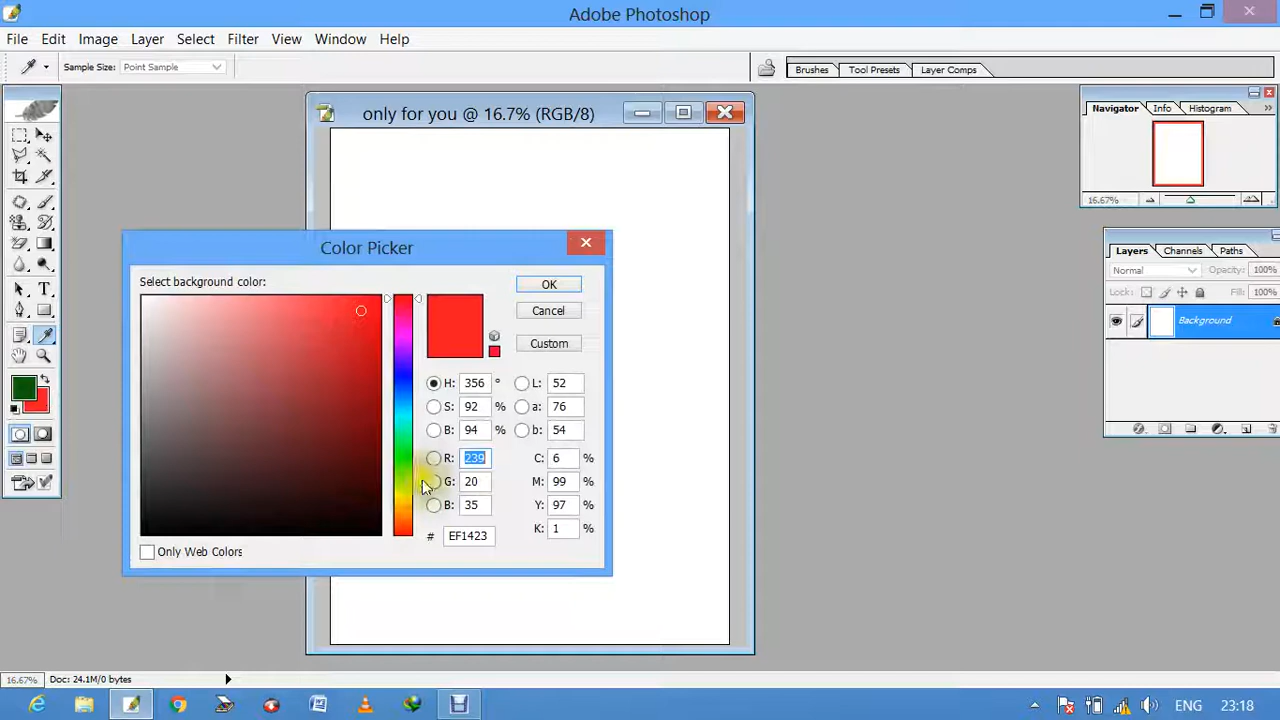 Adobe Photoshop
File Edit Image Layer Select Filter View Window Help
Sample Size: Point Sample
Brushes Tool Presets Layer Comps
only for you @ 16.7% (RGB/8)
Navigator Info Histogram
16.67%
Color Picker
Select background color:
OK
Cancel
Custom
H: 356 °
S: 92 %
B: 94 %
R: 239
G: 20
B: 35
# EF1423
L: 52
a: 76
b: 54
C: 6 %
M: 99 %
Y: 97 %
K: 1 %
Only Web Colors
Layers Channels Paths
Normal Opacity: 100%
Lock: Fill: 100%
Background
T
16.67% Doc: 24.1M/0 bytes
ENG 23:18